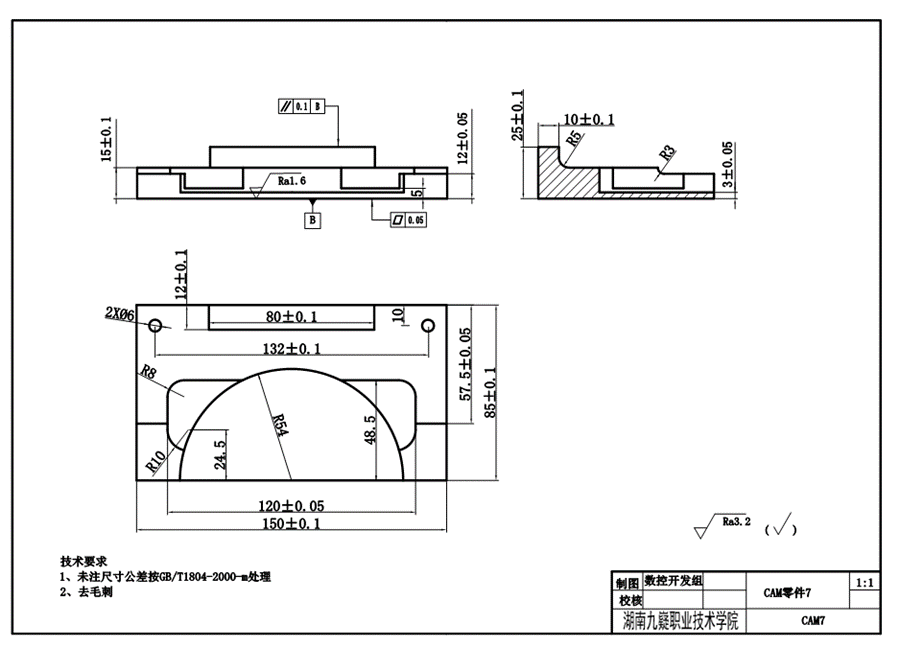 // 0.1 B
15±0.1
12±0.05
Ra1.6
5
B
0.05
25±0.1
10±0.1
R5
R3
3±0.05
12±0.1
2XØ6
80±0.1
10
132±0.1
R8
57.5±0.05
85±0.1
R54
48.5
24.5
R10
120±0.05
150±0.1
Ra3.2
( )
技术要求
1、未注尺寸公差按GB/T1804-2000-m处理
2、去毛刺
制图 数控开发组
校核
CAM零件7
1:1
湖南九嶷职业技术学院
CAM7